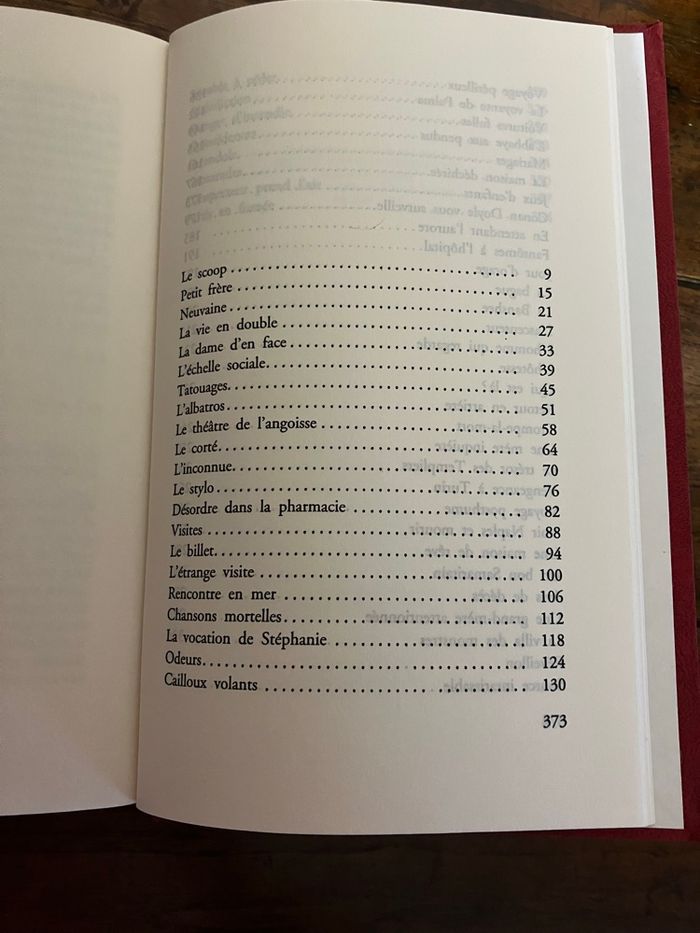 Le scoop 9
Petit frère 15
Neuvaine 21
La vie en double 27
La dame d'en face 33
L'échelle sociale 39
Tatouages 45
L'albatros 51
Le théâtre de l'angoisse 58
Le corté 64
L'inconnue 70
Le stylo 76
Désordre dans la pharmacie 82
Visites 88
Le billet 94
L'étrange visite 100
Rencontre en mer 106
Chansons mortelles 112
La vocation de Stéphanie 118
Odeurs 124
Cailloux volants 130
373